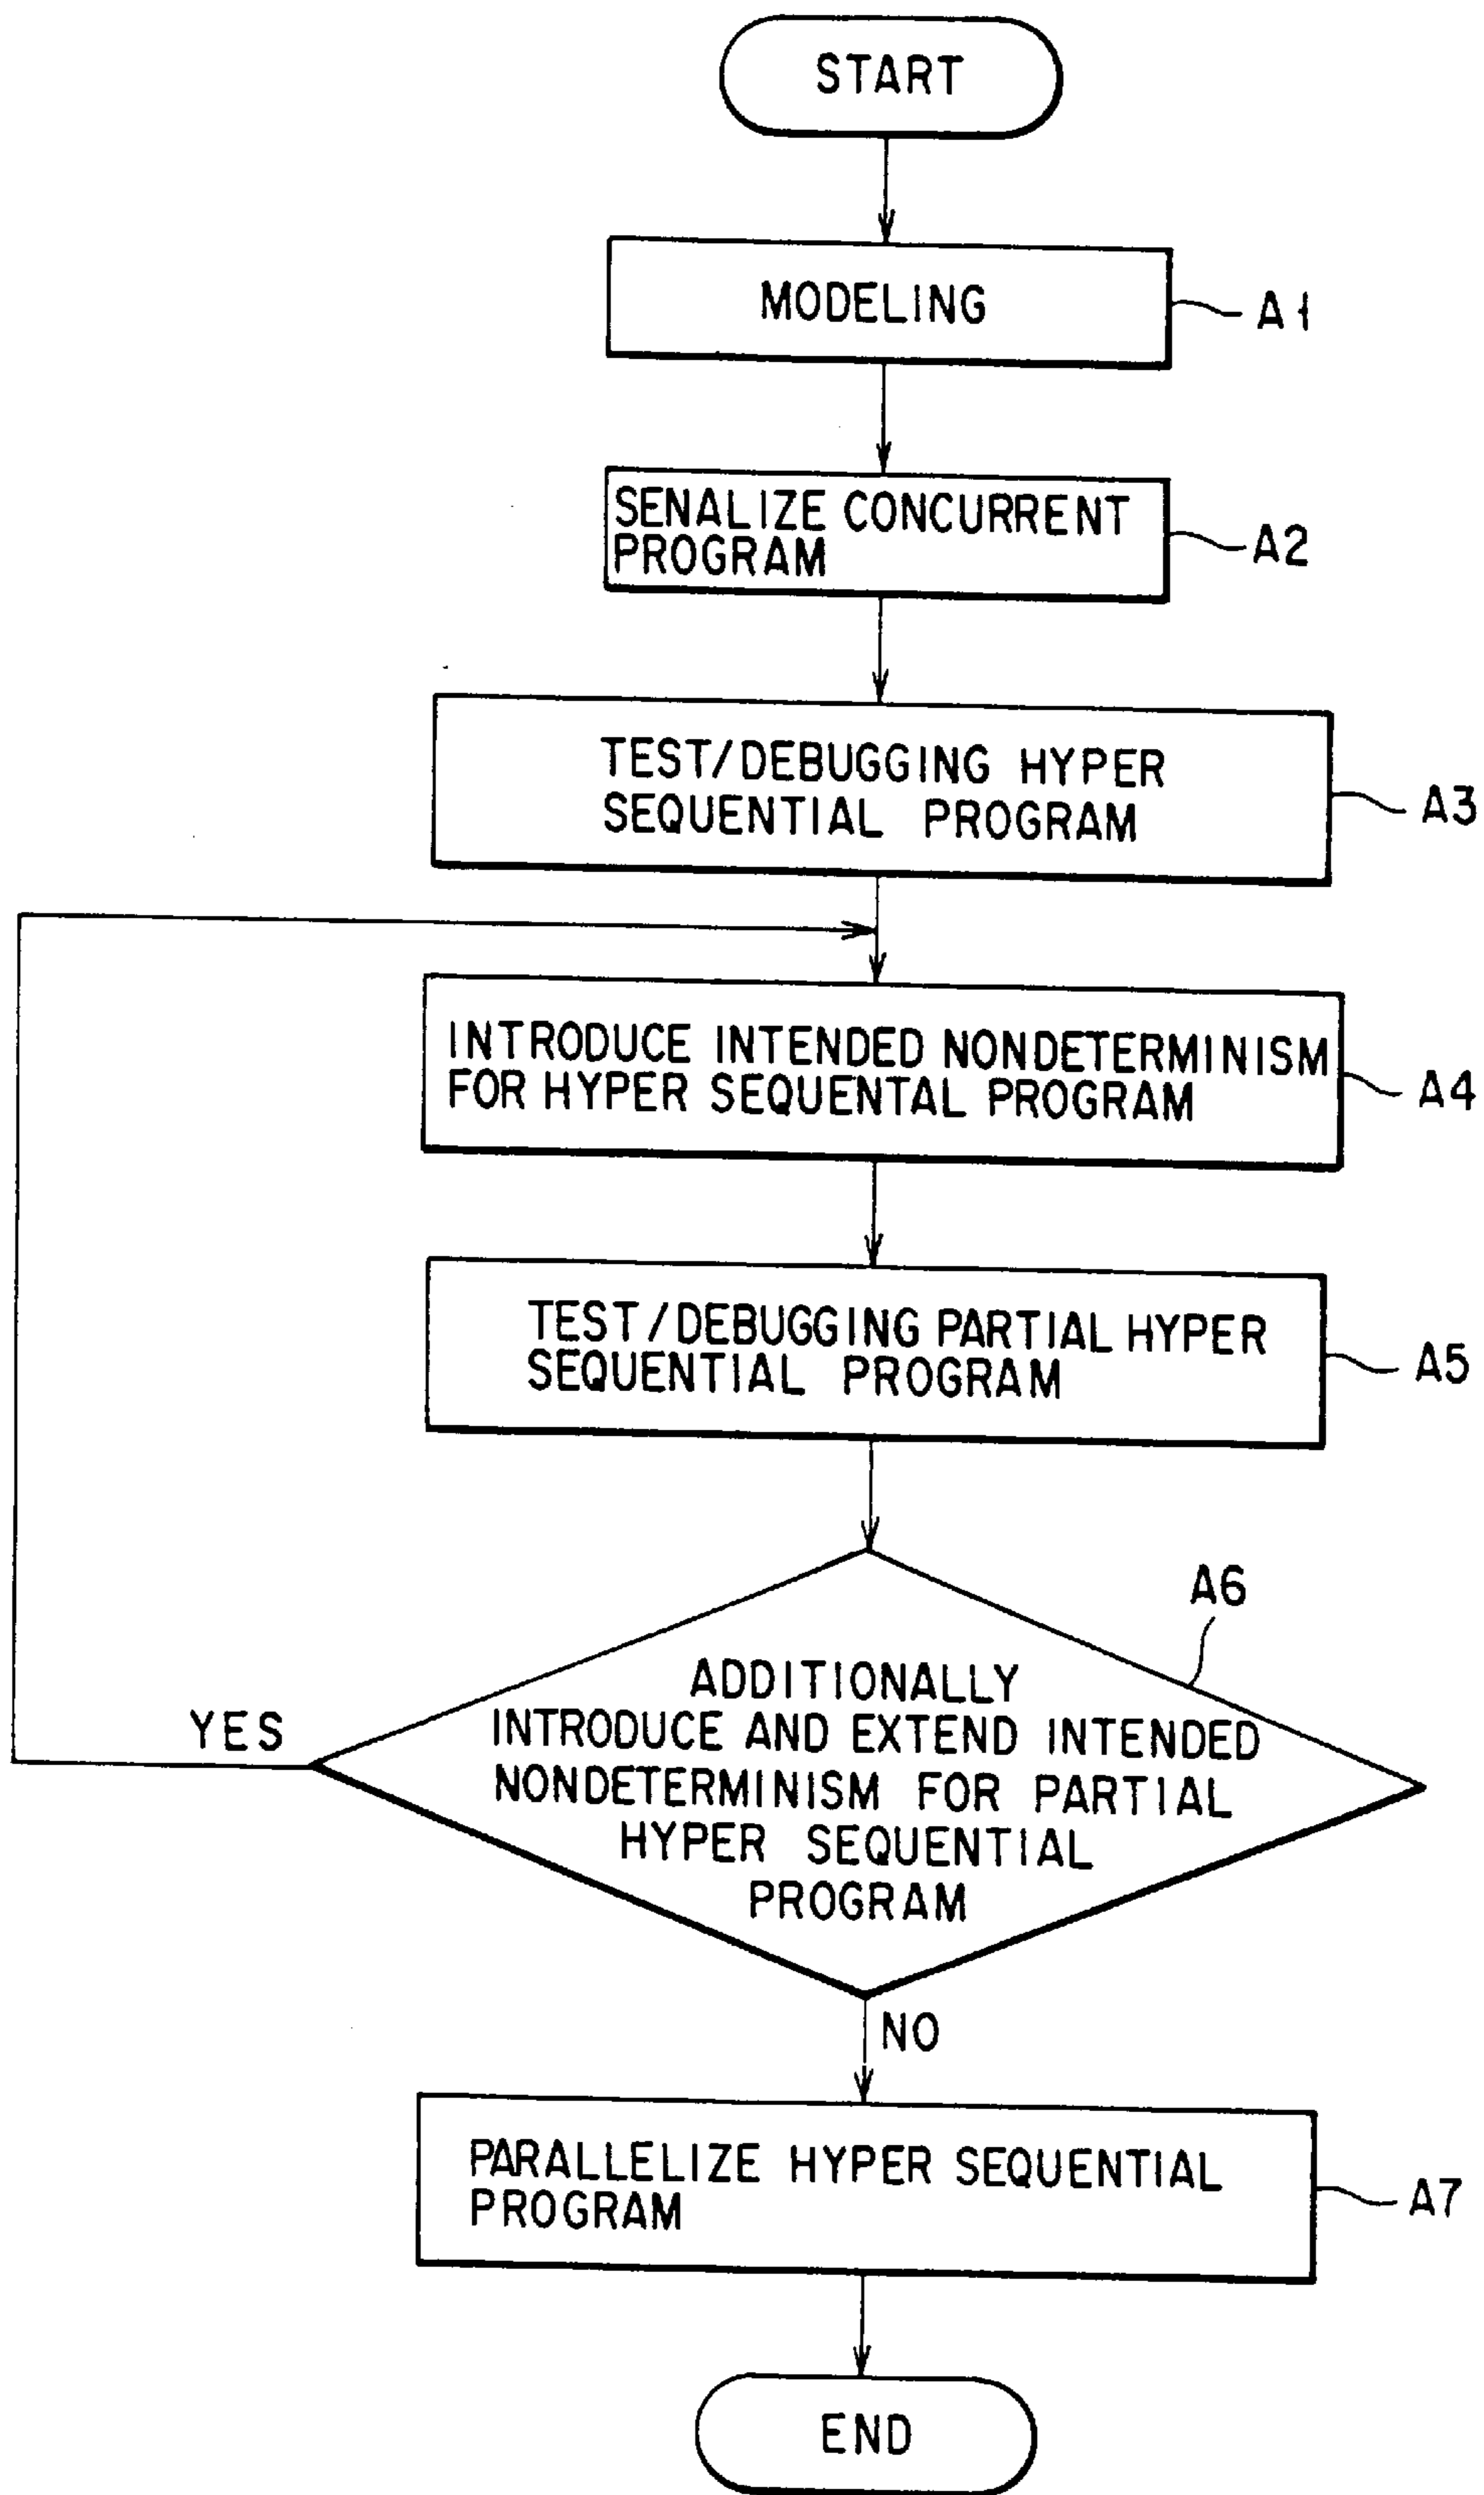 START
MODELING
A1
SENALIZE CONCURRENT
PROGRAM
A2
TEST/DEBUGGING HYPER
SEQUENTIAL PROGRAM
A3
INTRODUCE INTENDED NONDETERMINISM
FOR HYPER SEQUENTAL PROGRAM
A4
TEST/DEBUGGING PARTIAL HYPER
SEQUENTIAL PROGRAM
A5
A6
ADDITIONALLY
INTRODUCE AND EXTEND INTENDED
NONDETERMINISM FOR PARTIAL
HYPER SEQUENTIAL
PROGRAM
YES
NO
PARALLELIZE HYPER SEQUENTIAL
PROGRAM
A7
END